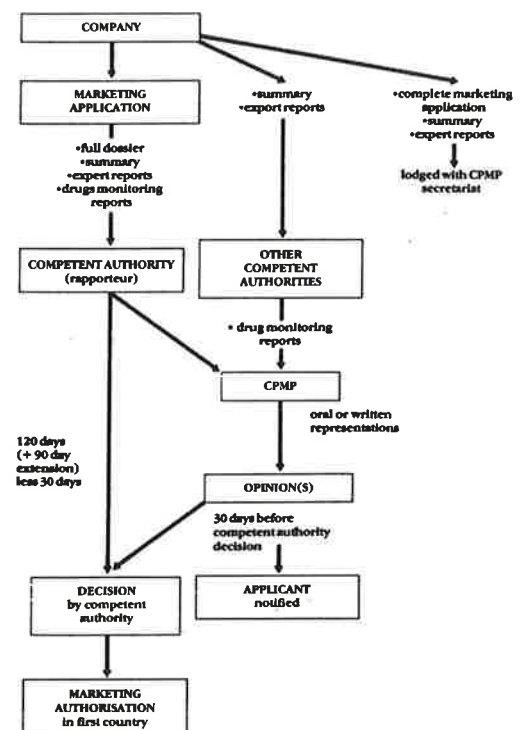 COMPANY
MARKETING
APPLICATION
•summary
•export reports
•complete marketing
application
•summary
•expert reports
•full dossier
•summary
•expert reports
•drugs monitoring
reports
lodged with CPMP
secretariat
COMPETENT AUTHORITY
(rapporteur)
OTHER
COMPETENT
AUTHORITIES
• drug monitoring
reports
CPMP
oral or written
representations
120 days
(+ 90 day
extension)
less 30 days
OPINION(S)
30 days before
competent authority
decision
DECISION
by competent
authority
APPLICANT
notified
MARKETING
AUTHORISATION
in first country